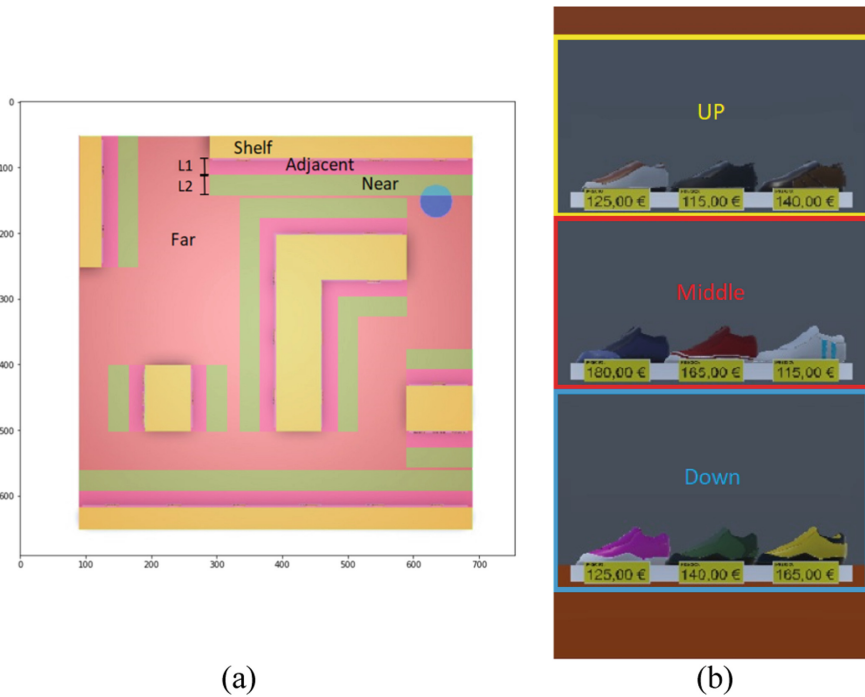 0
100
200
300
400
500
600
0
100
200
300
400
500
600
700
Shelf
L1
Adjacent
L2
Near
Far
(a)
UP
125,00 € 115,00 € 140,00 €
Middle
180,00 € 165,00 € 115,00 €
Down
125,00 € 140,00 € 165,00 €
(b)